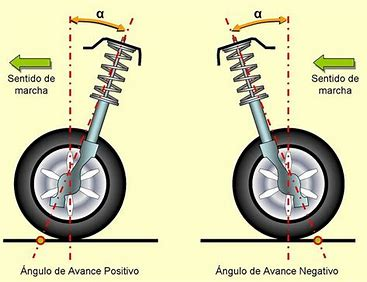 α
Sentido de
marcha
Ángulo de Avance Positivo
α
Sentido de
marcha
Ángulo de Avance Negativo